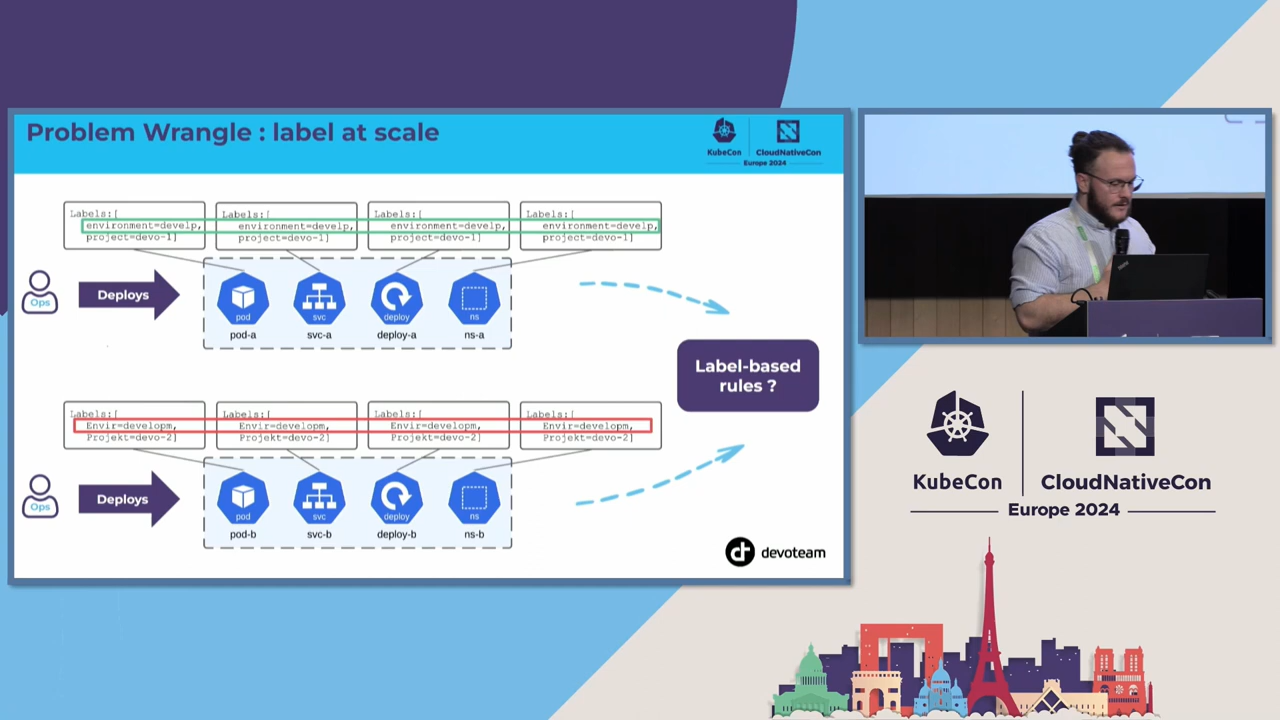 Problem Wrangle : label at scale
KubeCon
CloudNativeCon
Europe 2024
Labels:[
environment=develp,
project=devo-1]
Labels:[
environment=develp,
project=devo-1]
Labels:[
environment=develp,
project=devo-1]
Labels:[
environment=develp,
project=devo-1]
Ops
Deploys
pod
svc
deploy
ns
pod-a
svc-a
deploy-a
ns-a
Label-based
rules ?
Labels:[
Envir=developm,
Projekt=devo-2]
Labels:[
Envir=developm,
Projekt=devo-2]
Labels:[
Envir=developm,
Projekt=devo-2]
Labels:[
Envir=developm,
Projekt=devo-2]
Ops
Deploys
pod
svc
deploy
ns
pod-b
svc-b
deploy-b
ns-b
devoteam
KubeCon
CloudNativeCon
Europe 2024